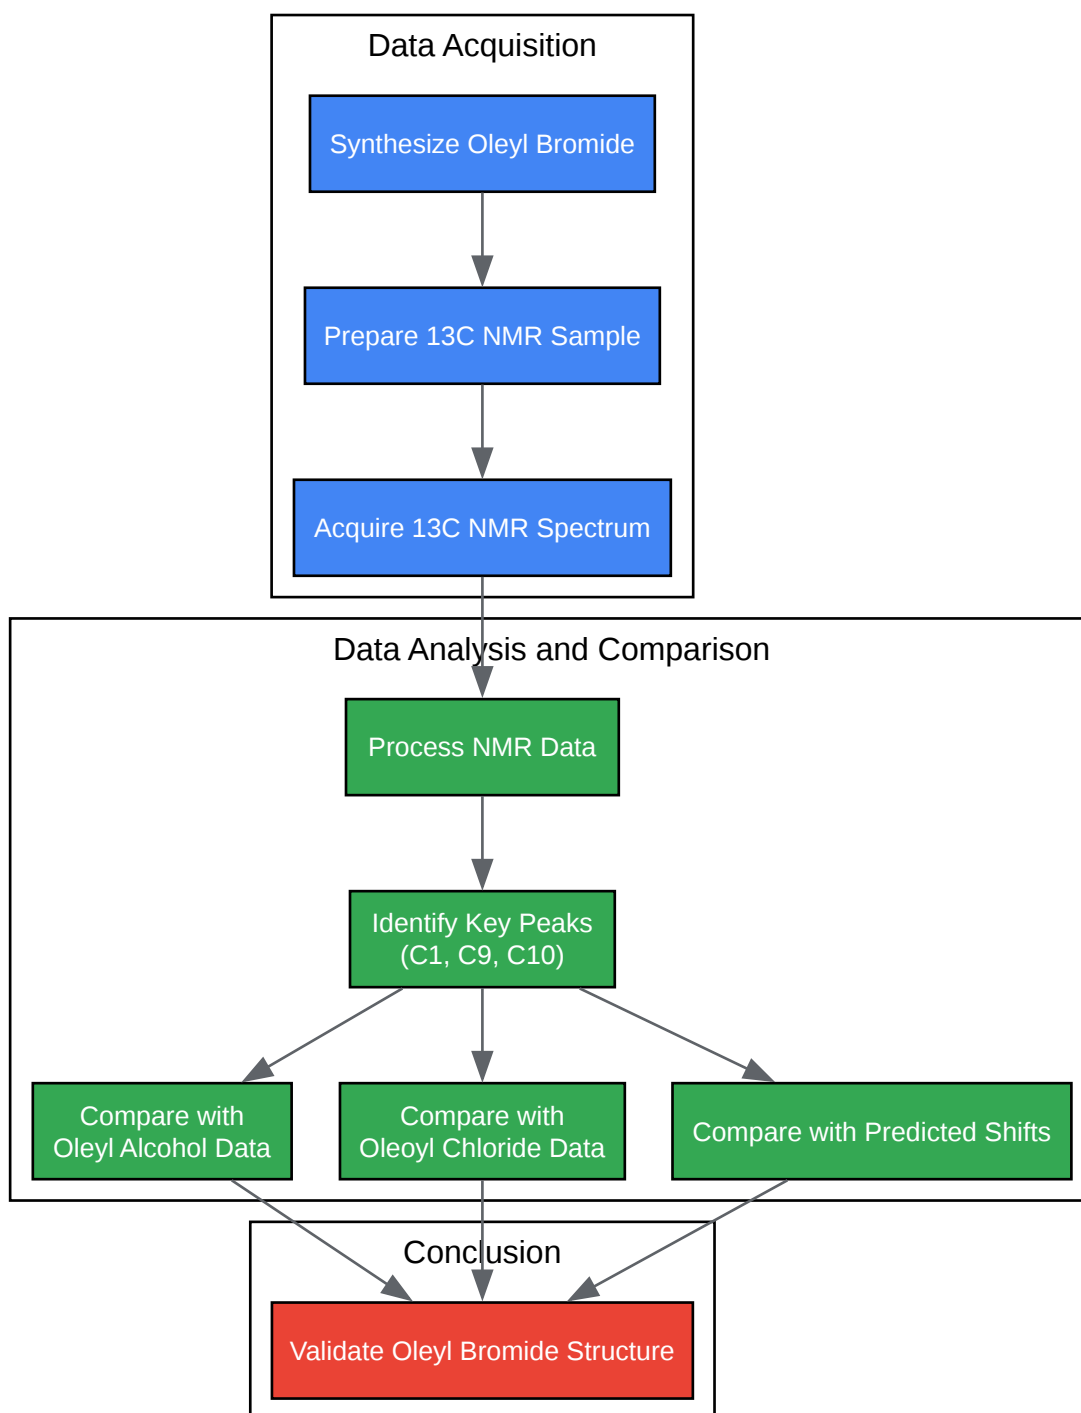 Data Acquisition
Synthesize Oleyl Bromide
Prepare 13C NMR Sample
Acquire 13C NMR Spectrum
Data Analysis and Comparison
Process NMR Data
Identify Key Peaks
(C1, C9, C10)
Compare with
Oleyl Alcohol Data
Compare with
Oleoyl Chloride Data
Compare with Predicted Shifts
Conclusion
Validate Oleyl Bromide Structure